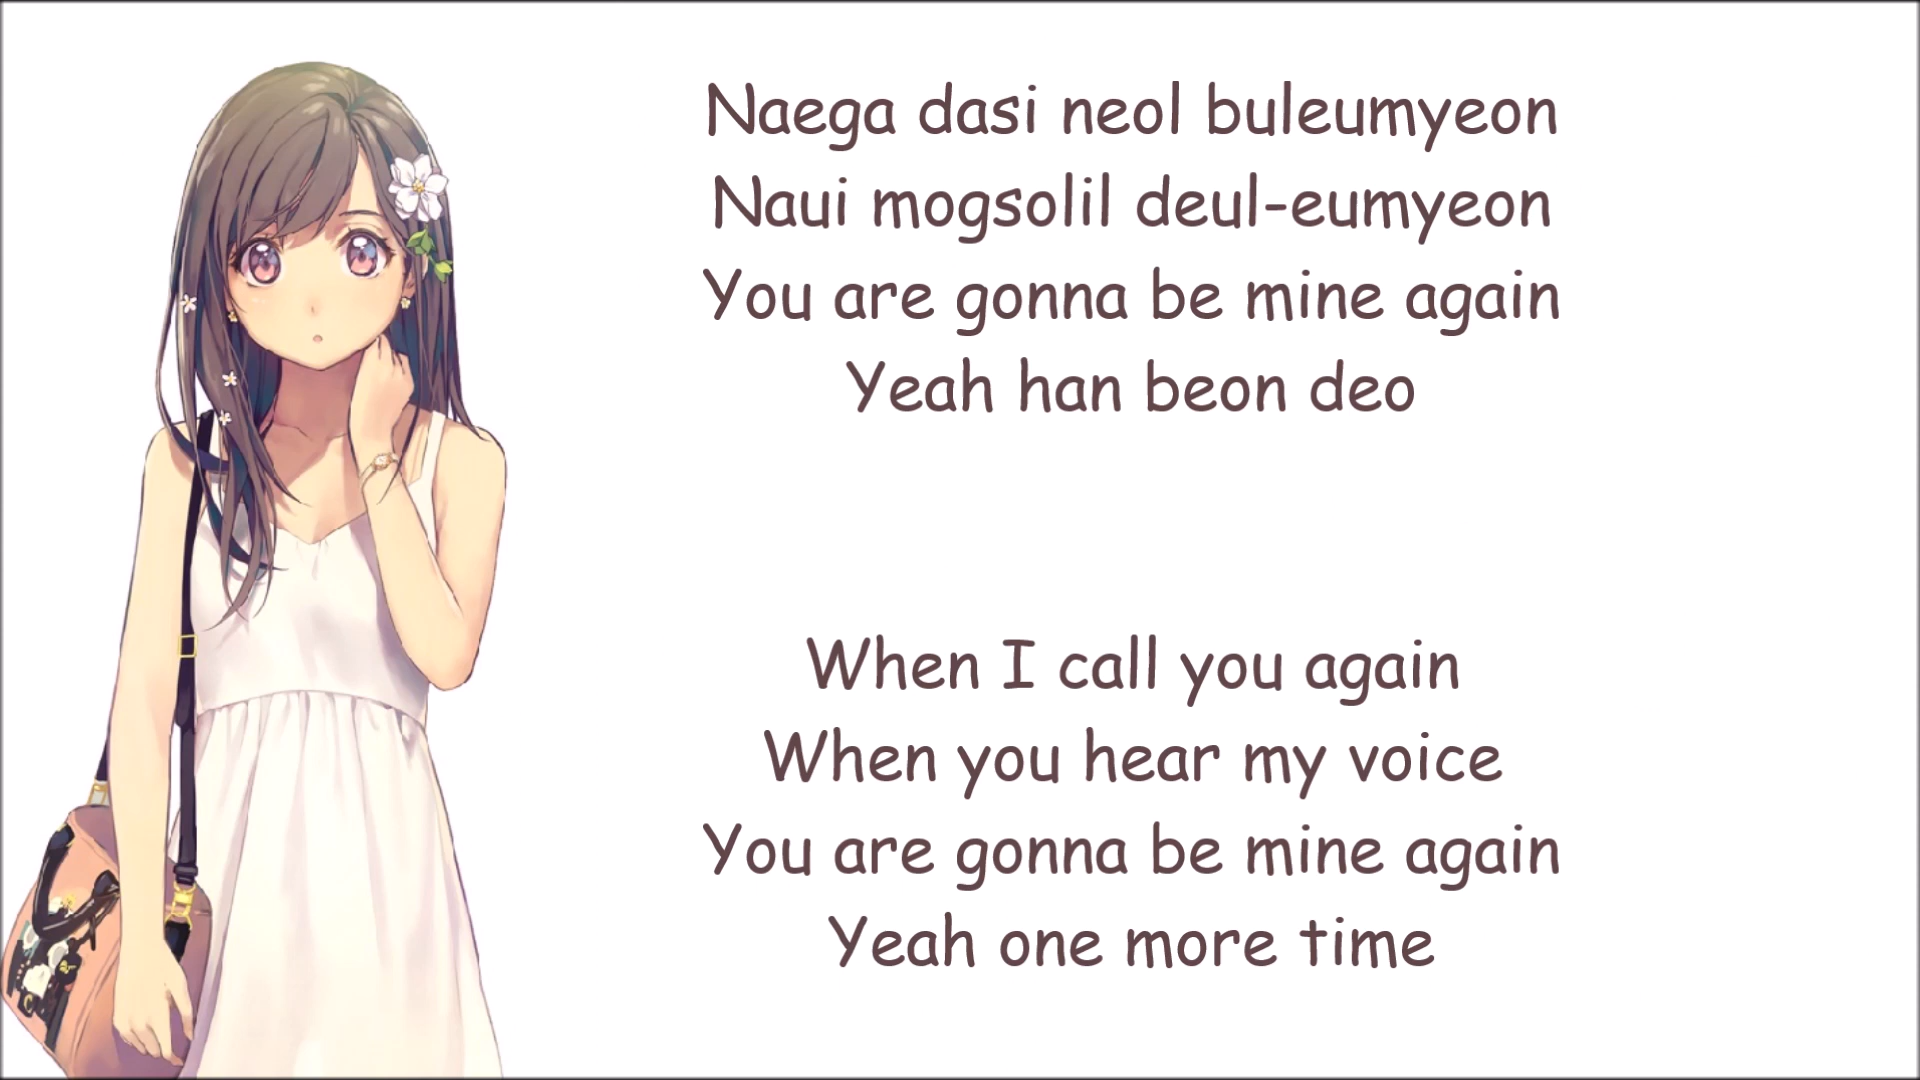 Naega dasi neol buleumyeon
Naui mogsolil deul-eumyeon
You are gonna be mine again
Yeah han beon deo
When I call you again
When you hear my voice
You are gonna be mine again
Yeah one more time